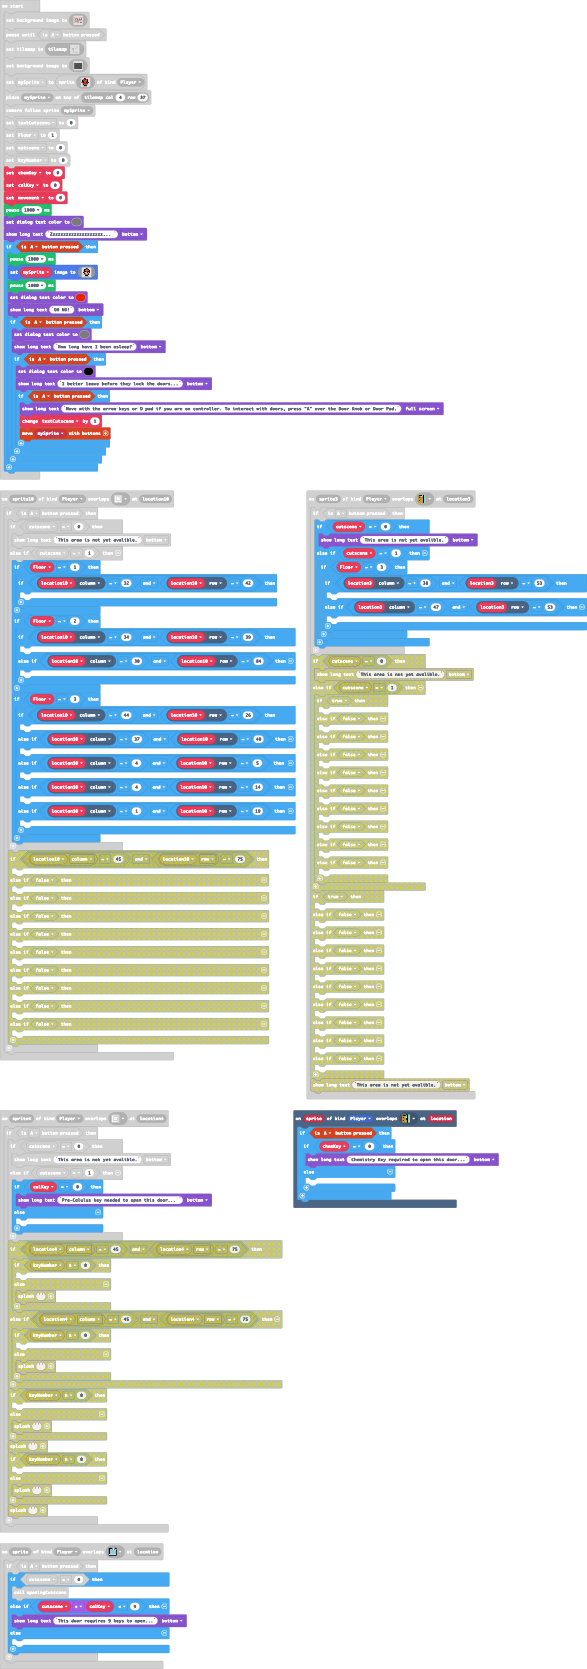 on start
set background image to
pause until is A button pressed
set tilemap to tilemap
set background image to
set mySprite to sprite of kind Player
place mySprite on top of tilemap col 4 row 37
camera follow sprite mySprite
set textCutscene to 0
set Floor to 1
set cutscene to 0
set keyNumber to 0
set chemKey to 0
set calKey to 0
set movement to 0
pause 1000 ms
set dialog text color to
show long text bottom
if is A button pressed then
pause 1000 ms
set mySprite image to
pause 1000 ms
set dialog text color to
show long text OH NO! bottom
if is A button pressed then
set dialog text color to
show long text How long have I been asleep? bottom
if is A button pressed then
set dialog text color to
show long text I better leave before they lock the doors... bottom
if is A button pressed then
show long text Move with the arrow keys or D pad if you are on controller. To interact with doors, press "A" over the Door Knob or Door Pad. full screen
change textCutscene by 1
move mySprite with buttons
on sprite10 of kind Player overlaps at location10
if is A button pressed then
if cutscene = 0 then
show long text This area is not yet avalible. bottom
else if cutscene = 1 then
if Floor = 1 then
if location10 column = 32 and location10 row = 42 then
if Floor = 2 then
if location10 column = 34 and location10 row = 39 then
else if location10 column = 30 and location10 row = 04 then
if Floor = 3 then
if location10 column = 44 and location10 row = 26 then
else if location10 column = 37 and location10 row = 40 then
else if location10 column = 4 and location10 row = 5 then
else if location10 column = 4 and location10 row = 14 then
else if location10 column = 1 and location10 row = 18 then
if location10 column = 45 and location10 row = 75 then
else if false then
else if false then
else if false then
else if false then
else if false then
else if false then
else if false then
else if false then
else if false then
on sprite3 of kind Player overlaps at location3
if is A button pressed then
if cutscene = 0 then
show long text This area is not yet avalible. bottom
else if cutscene = 1 then
if Floor = 3 then
if location3 column = 38 and location3 row = 53 then
else if location3 column = 47 and location3 row = 53 then
if cutscene = 0 then
show long text This area is not yet avalible. bottom
else if cutscene = 1 then
if true then
else if false then
else if false then
else if false then
else if false then
else if false then
else if false then
else if false then
else if false then
else if false then
if true then
else if false then
else if false then
else if false then
else if false then
else if false then
else if false then
else if false then
else if false then
else if false then
show long text This area is not yet avalible. bottom
on sprite4 of kind Player overlaps at location4
if is A button pressed then
if cutscene = 0 then
show long text This area is not yet avalible. bottom
else if cutscene = 1 then
if calKey = 0 then
show long text Pre-Calulus key needed to open this door... bottom
else
if location4 column = 45 and location4 row = 75 then
if keyNumber ≥ 0 then
else
splash
else if location4 column = 45 and location4 row = 75 then
if keyNumber ≥ 0 then
else
splash
if keyNumber ≥ 0 then
else
splash
splash
if keyNumber ≥ 0 then
else
splash
splash
on sprite of kind Player overlaps at location
if is A button pressed then
if chemKey = 0 then
show long text Chemistry Key required to open this door... bottom
else
on sprite of kind Player overlaps at location
if is A button pressed then
if cutscene = 0 then
call openingCutscene
else if cutscene + calKey < 9 then
show long text This door requires 9 keys to open... bottom
else